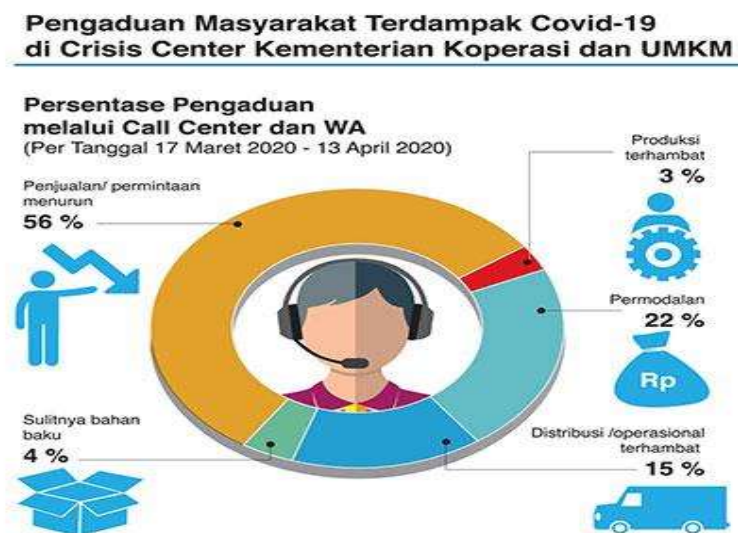 Pengaduan Masyarakat Terdampak Covid-19
di Crisis Center Kementerian Koperasi dan UMKM
Persentase Pengaduan
melalui Call Center dan WA
(Per Tanggal 17 Maret 2020 - 13 April 2020)
Penjualan/ permintaan
menurun
56 %
Produksi
terhambat
3 %
Permodalan
22 %
Rp
Sulitnya bahan
baku
4 %
Distribusi /operasional
terhambat
15 %